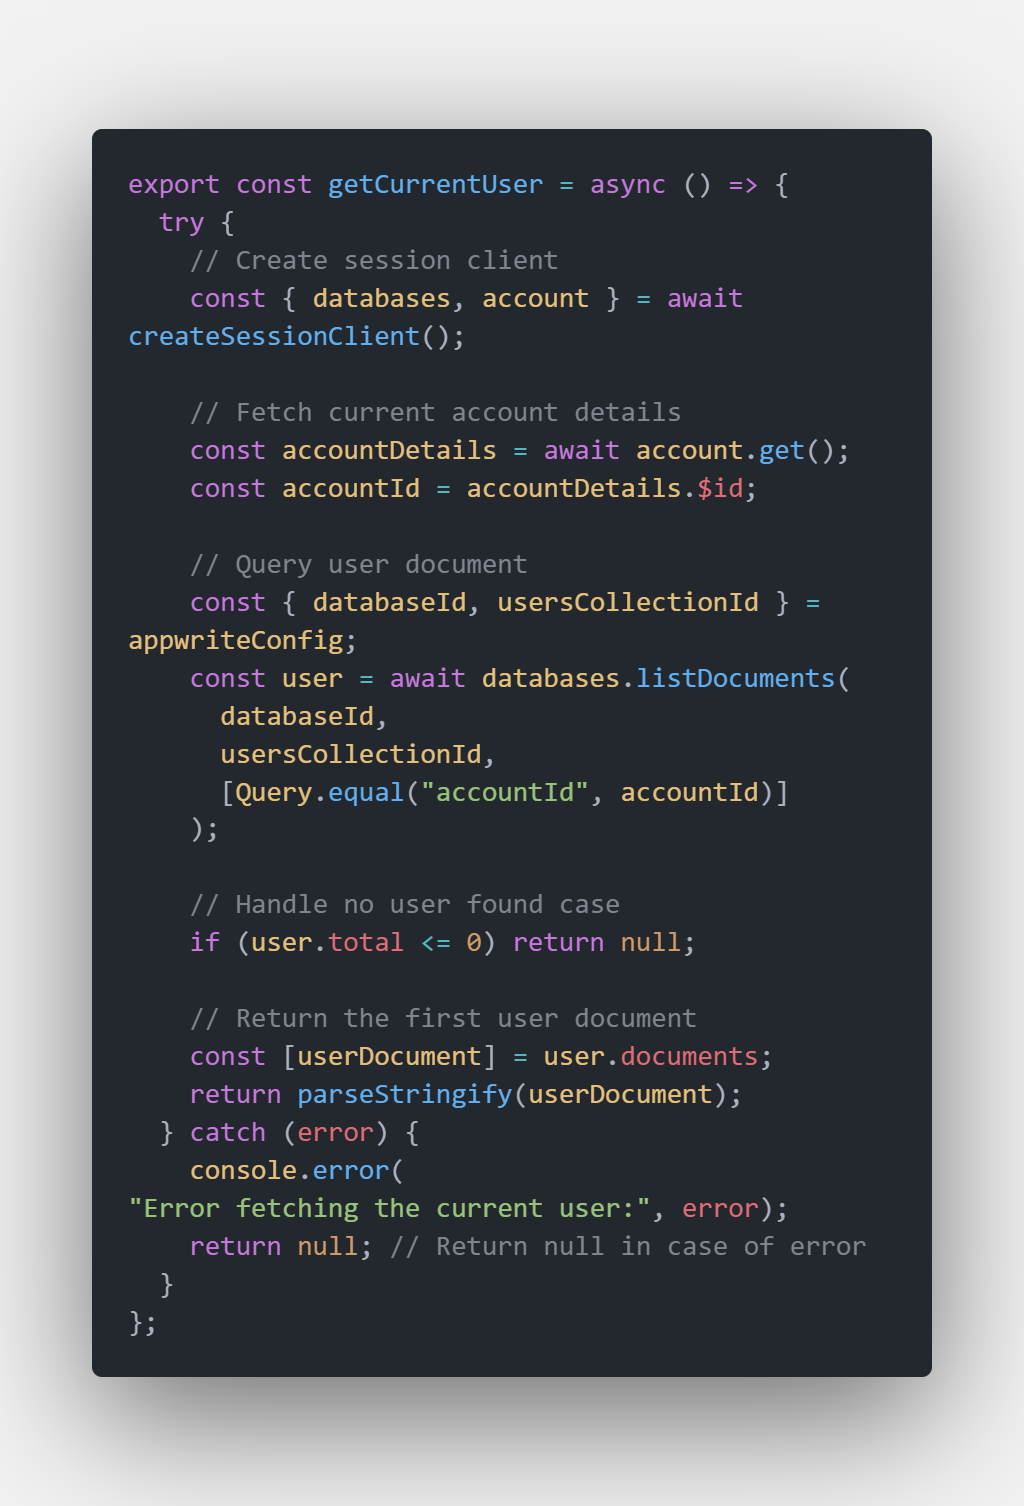 export const getCurrentUser = async () => {
  try {
    // Create session client
    const { databases, account } = await
createSessionClient();

    // Fetch current account details
    const accountDetails = await account.get();
    const accountId = accountDetails.$id;

    // Query user document
    const { databaseId, usersCollectionId } =
appwriteConfig;
    const user = await databases.listDocuments(
      databaseId,
      usersCollectionId,
      [Query.equal("accountId", accountId)]
    );

    // Handle no user found case
    if (user.total <= 0) return null;

    // Return the first user document
    const [userDocument] = user.documents;
    return parseStringify(userDocument);
  } catch (error) {
    console.error(
"Error fetching the current user:", error);
    return null; // Return null in case of error
  }
};